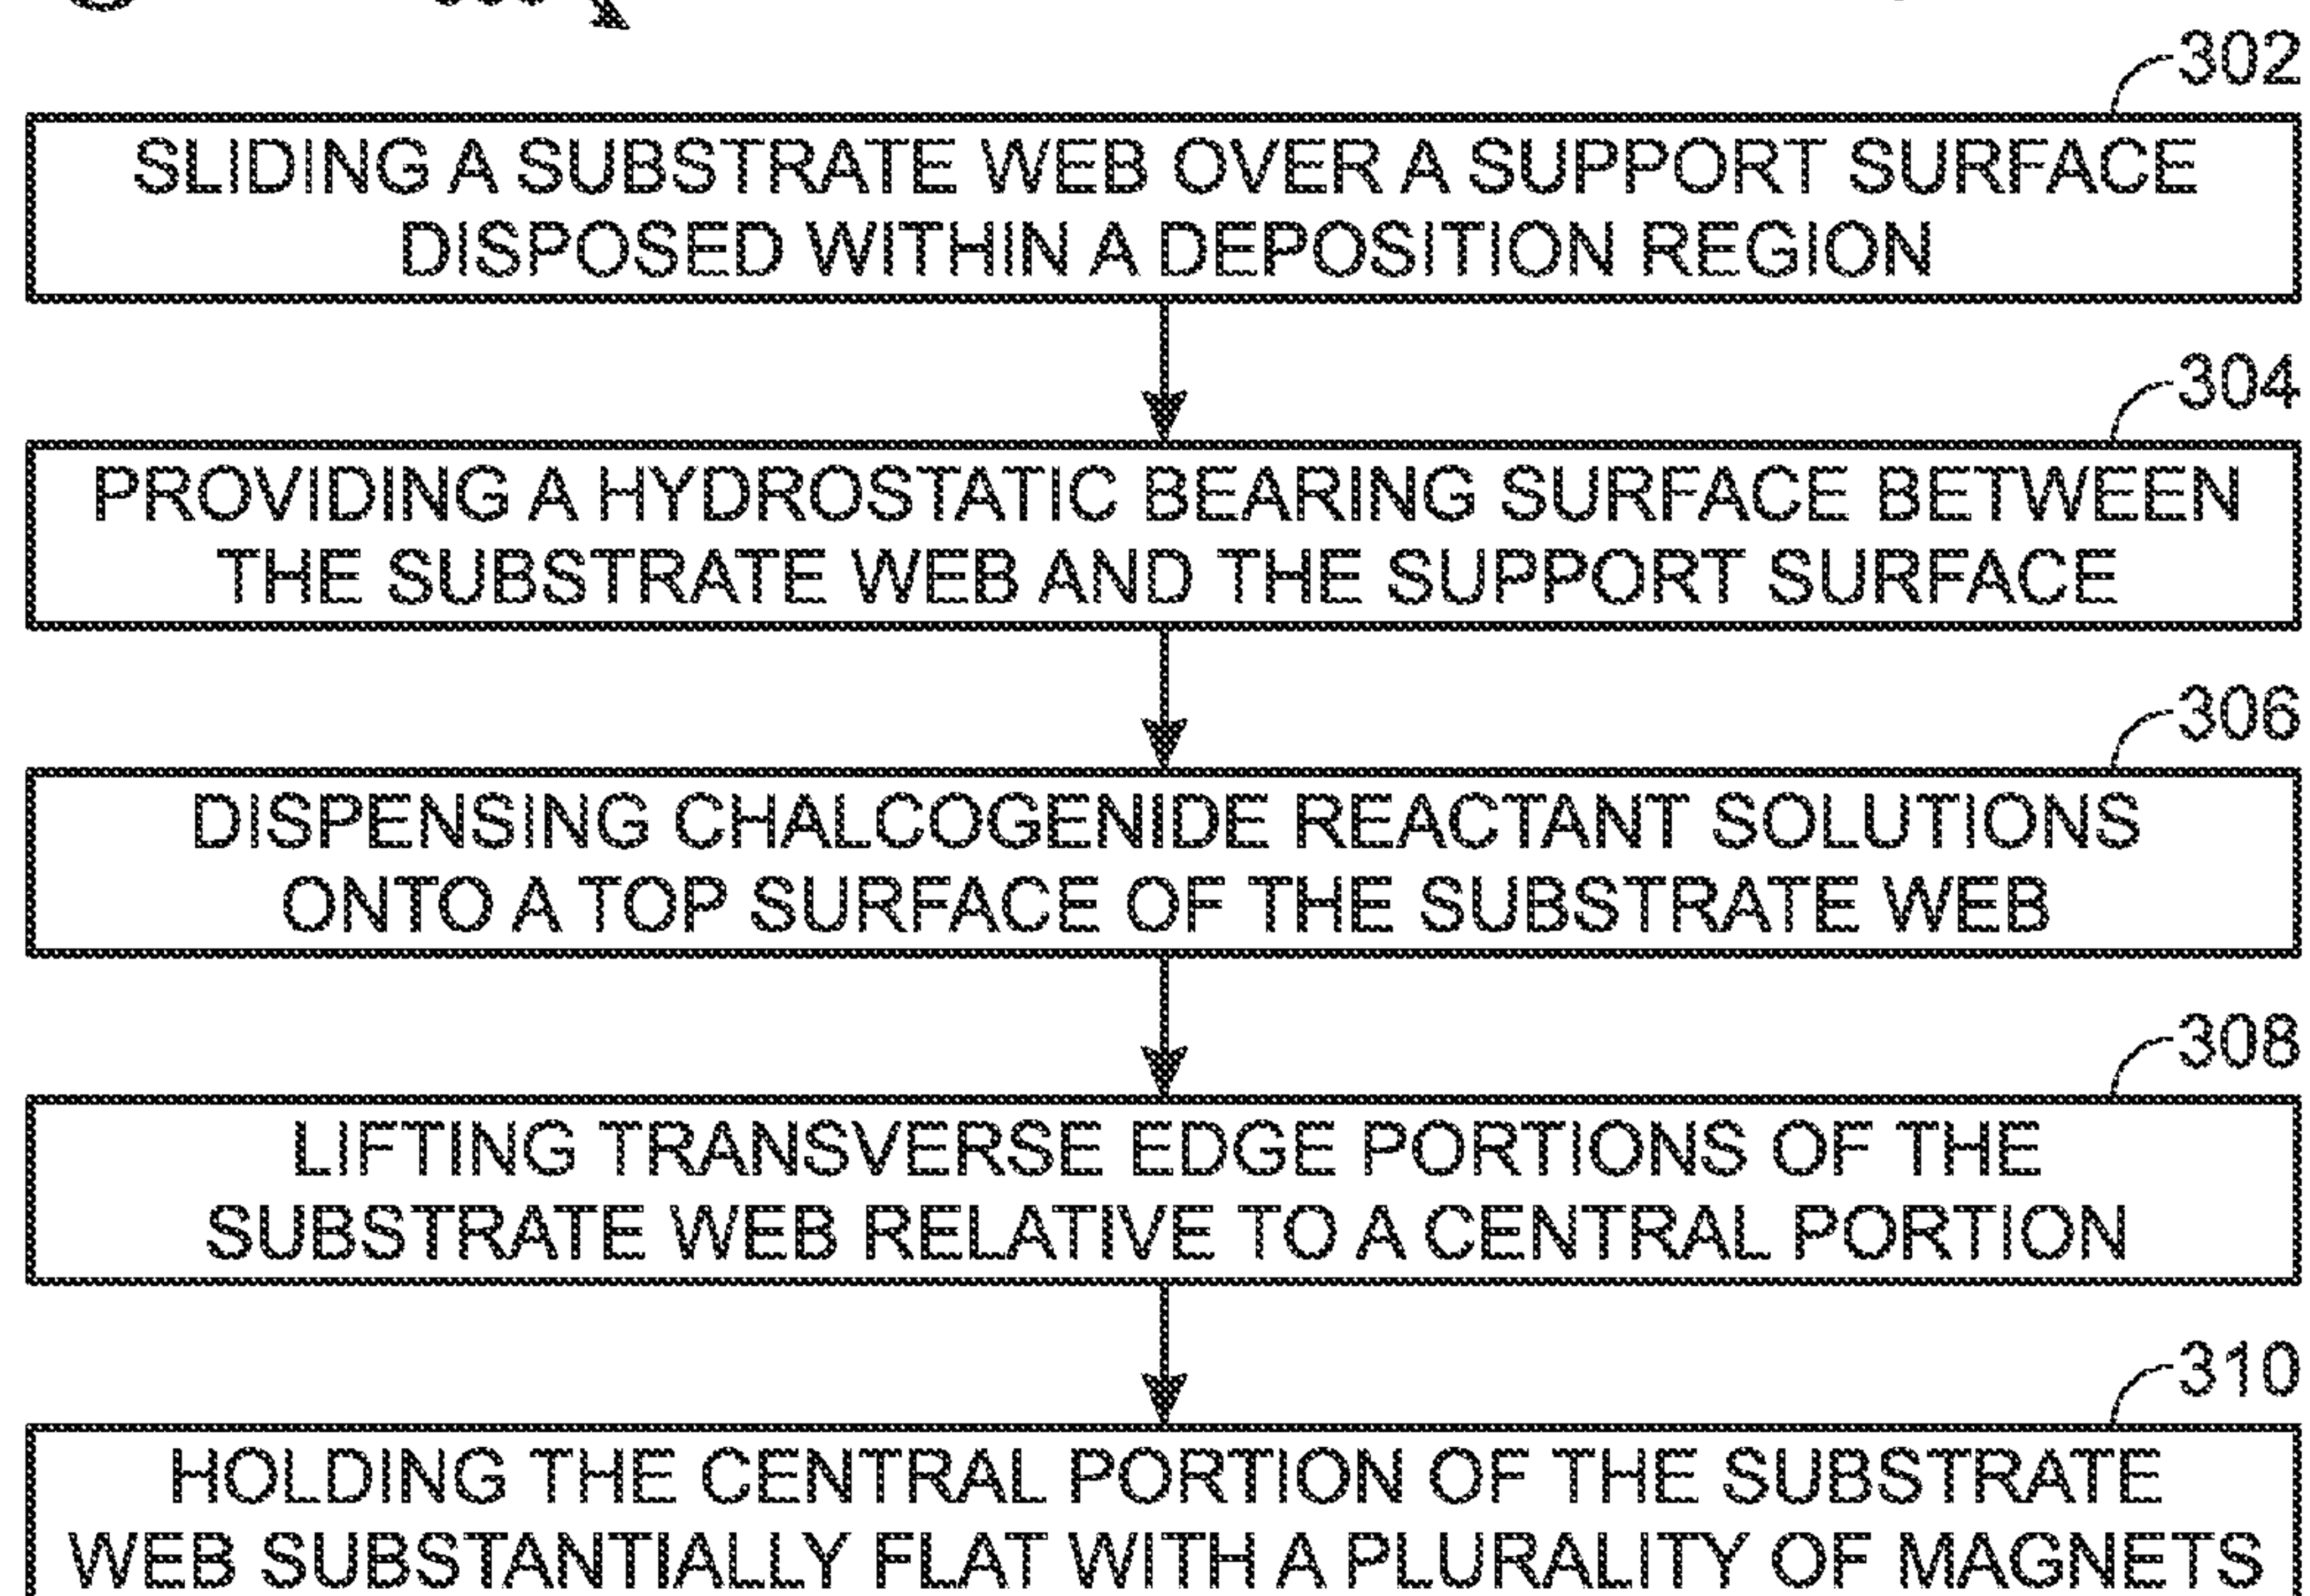 302
SLIDING A SUBSTRATE WEB OVER A SUPPORT SURFACE
DISPOSED WITHIN A DEPOSITION REGION
304
PROVIDING A HYDROSTATIC BEARING SURFACE BETWEEN
THE SUBSTRATE WEB AND THE SUPPORT SURFACE
306
DISPENSING CHALCOGENIDE REACTANT SOLUTIONS
ONTO A TOP SURFACE OF THE SUBSTRATE WEB
308
LIFTING TRANSVERSE EDGE PORTIONS OF THE
SUBSTRATE WEB RELATIVE TO A CENTRAL PORTION
310
HOLDING THE CENTRAL PORTION OF THE SUBSTRATE
WEB SUBSTANTIALLY FLAT WITH A PLURALITY OF MAGNETS